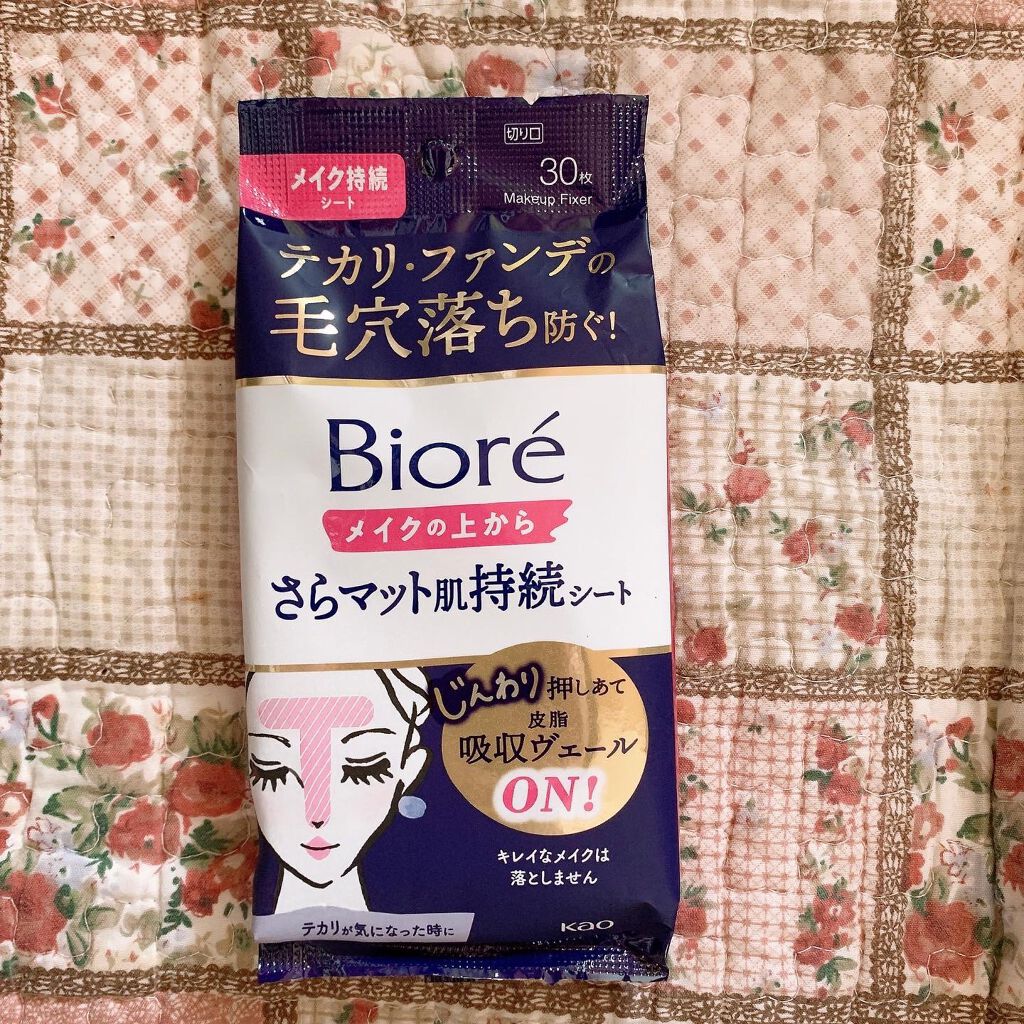 切り口
メイク持続
シート
30枚
Makeup Fixer
テカリ・ファンデの
毛穴落ち防ぐ!
Bioré
メイクの上から
さらマット肌持続シート
じんわり押しあて
皮脂
吸収ヴェール
ON!
キレイなメイクは
落としません
テカリが気になった時に
Kao